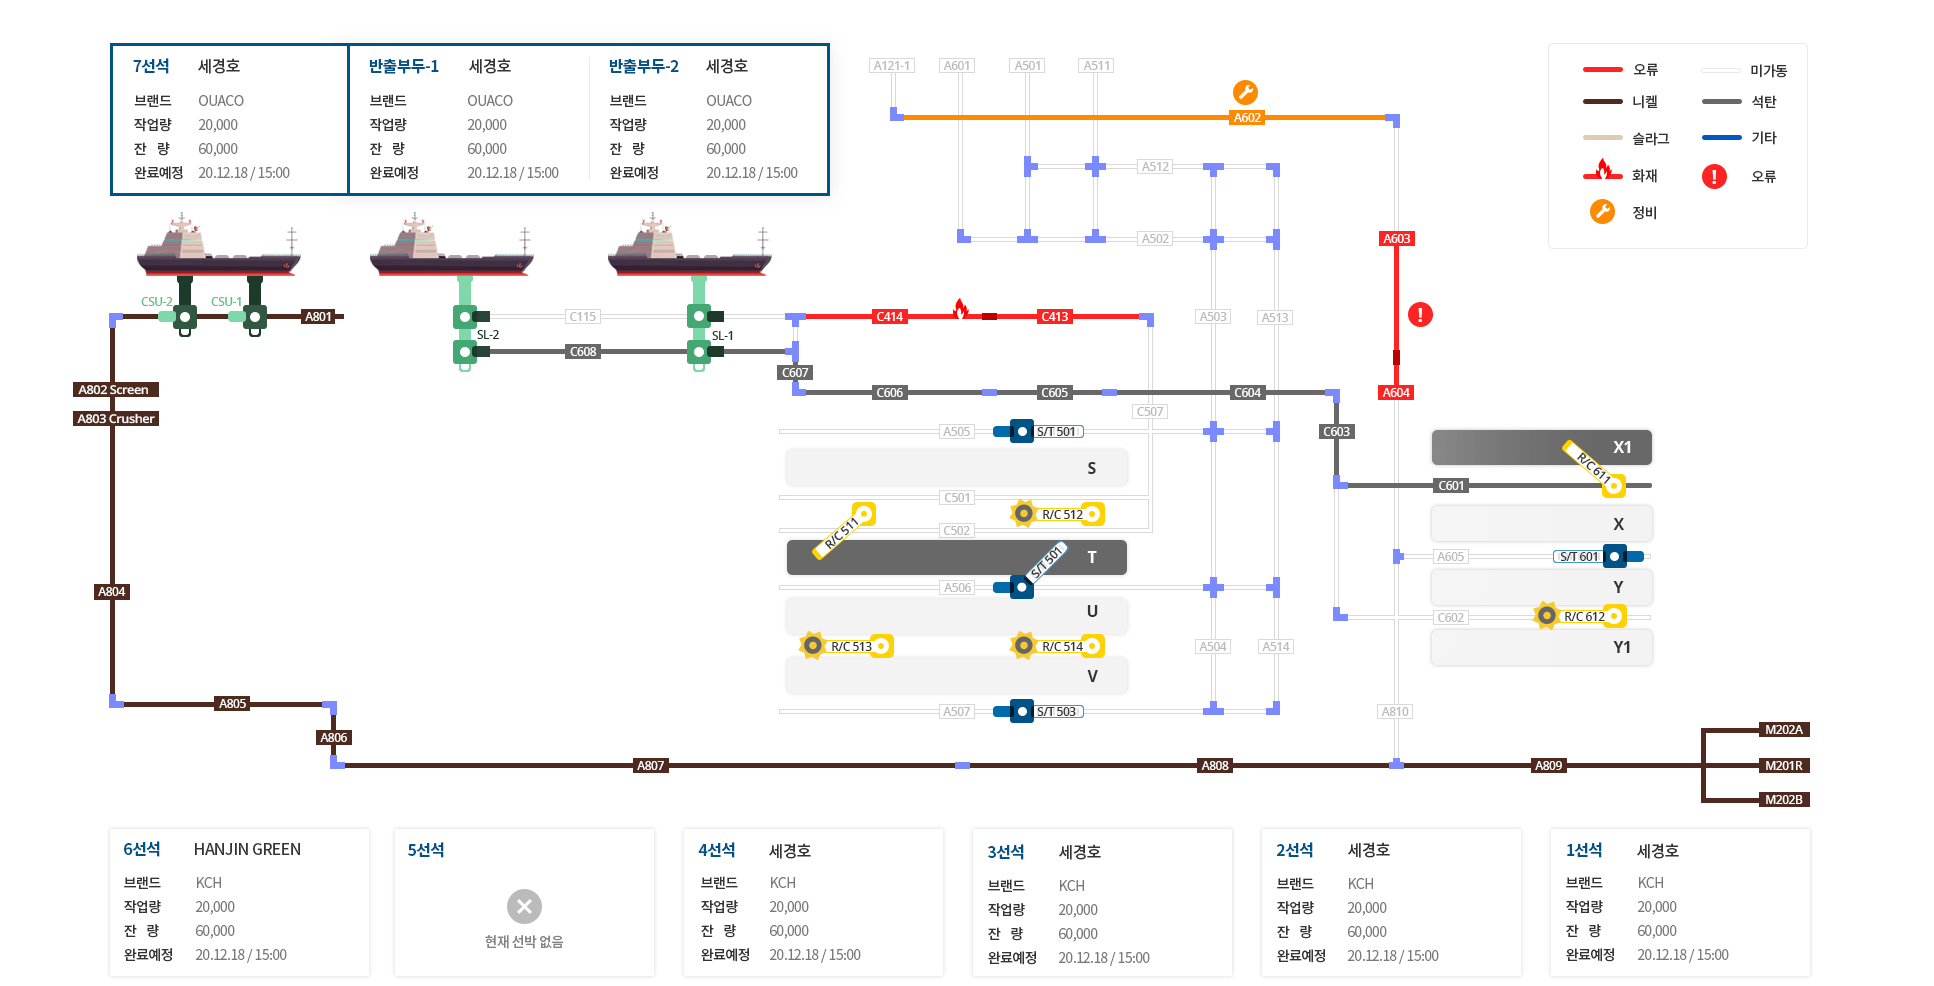 7선석 세경호
브랜드 OUACO
작업량 20,000
잔 량 60,000
완료예정 20.12.18 / 15:00
반출부두-1 세경호
브랜드 OUACO
작업량 20,000
잔 량 60,000
완료예정 20.12.18 / 15:00
반출부두-2 세경호
브랜드 OUACO
작업량 20,000
잔 량 60,000
완료예정 20.12.18 / 15:00
A121-1
A601
A501
A511
A602
오류
미가동
니켈
석탄
슬라그
기타
화재
오류
정비
A512
A502
A603
CSU-2
CSU-1
A801
C115
SL-2
SL-1
C608
C414
C413
A503
A513
C607
C606
C605
C604
A604
A802 Screen
A803 Crusher
C507
A505
S/T 501
C603
S
X1
R/C 611
C601
C501
R/C 511
R/C 512
C502
X
T
S/T 501
A605
S/T 601
A506
Y
A804
U
C602
R/C 612
R/C 513
R/C 514
A504
A514
Y1
V
A805
A507
S/T 503
A810
A806
M202A
A807
A808
A809
M201R
M202B
6선석 HANJIN GREEN
브랜드 KCH
작업량 20,000
잔 량 60,000
완료예정 20.12.18 / 15:00
5선석
현재 선박 없음
4선석 세경호
브랜드 KCH
작업량 20,000
잔 량 60,000
완료예정 20.12.18 / 15:00
3선석 세경호
브랜드 KCH
작업량 20,000
잔 량 60,000
완료예정 20.12.18 / 15:00
2선석 세경호
브랜드 KCH
작업량 20,000
잔 량 60,000
완료예정 20.12.18 / 15:00
1선석 세경호
브랜드 KCH
작업량 20,000
잔 량 60,000
완료예정 20.12.18 / 15:00